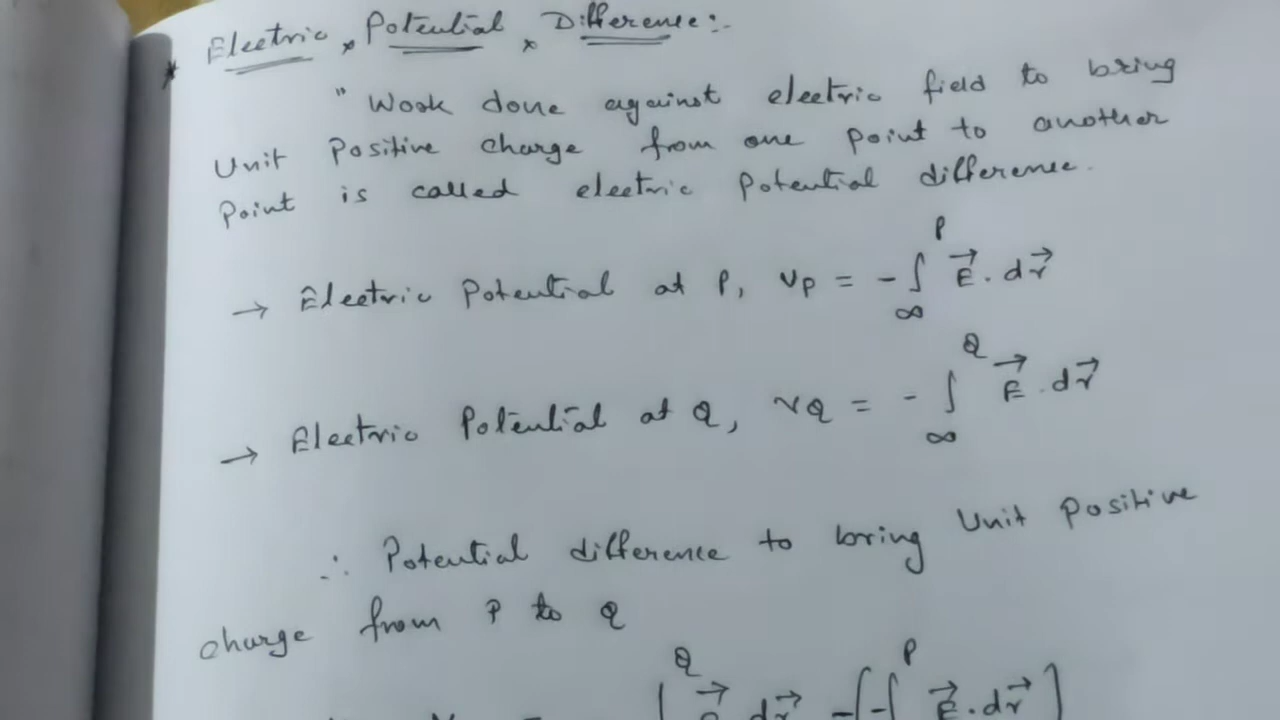 * Electric × Potential × Difference:-
" Work done against electric field to bring
Unit Positive charge from one point to another
Point is called electric potential difference.
→ Electric Potential at P, VP = - ∫∞^P E⃗. dr⃗
→ Electric Potential at Q, VQ = - ∫∞^Q E⃗. dr⃗
∴ Potential difference to bring Unit Positive
charge from P to Q
Q dr⃗ -[-∫^P E⃗. dr⃗]